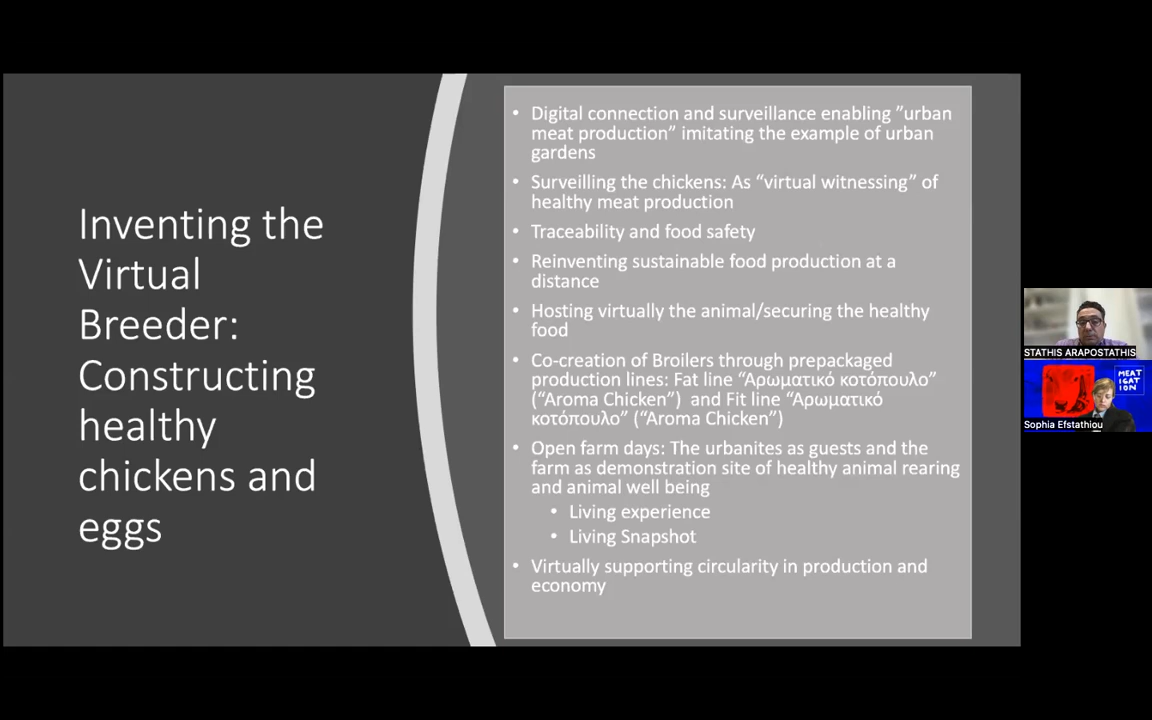 Inventing the
Virtual
Breeder:
Constructing
healthy
chickens and
eggs
• Digital connection and surveillance enabling ”urban
meat production” imitating the example of urban
gardens
• Surveilling the chickens: As “virtual witnessing” of
healthy meat production
• Traceability and food safety
• Reinventing sustainable food production at a
distance
• Hosting virtually the animal/securing the healthy
food
• Co-creation of Broilers through prepackaged
production lines: Fat line “Αρωματικό κοτόπουλο”
(“Aroma Chicken”) and Fit line “Αρωματικό
κοτόπουλο” (“Aroma Chicken”)
• Open farm days: The urbanites as guests and the
farm as demonstration site of healthy animal rearing
and animal well being
• Living experience
• Living Snapshot
• Virtually supporting circularity in production and
economy
STATHIS ARAPOSTATHIS
MEAT
IGAT
ION
Sophia Efstathiou